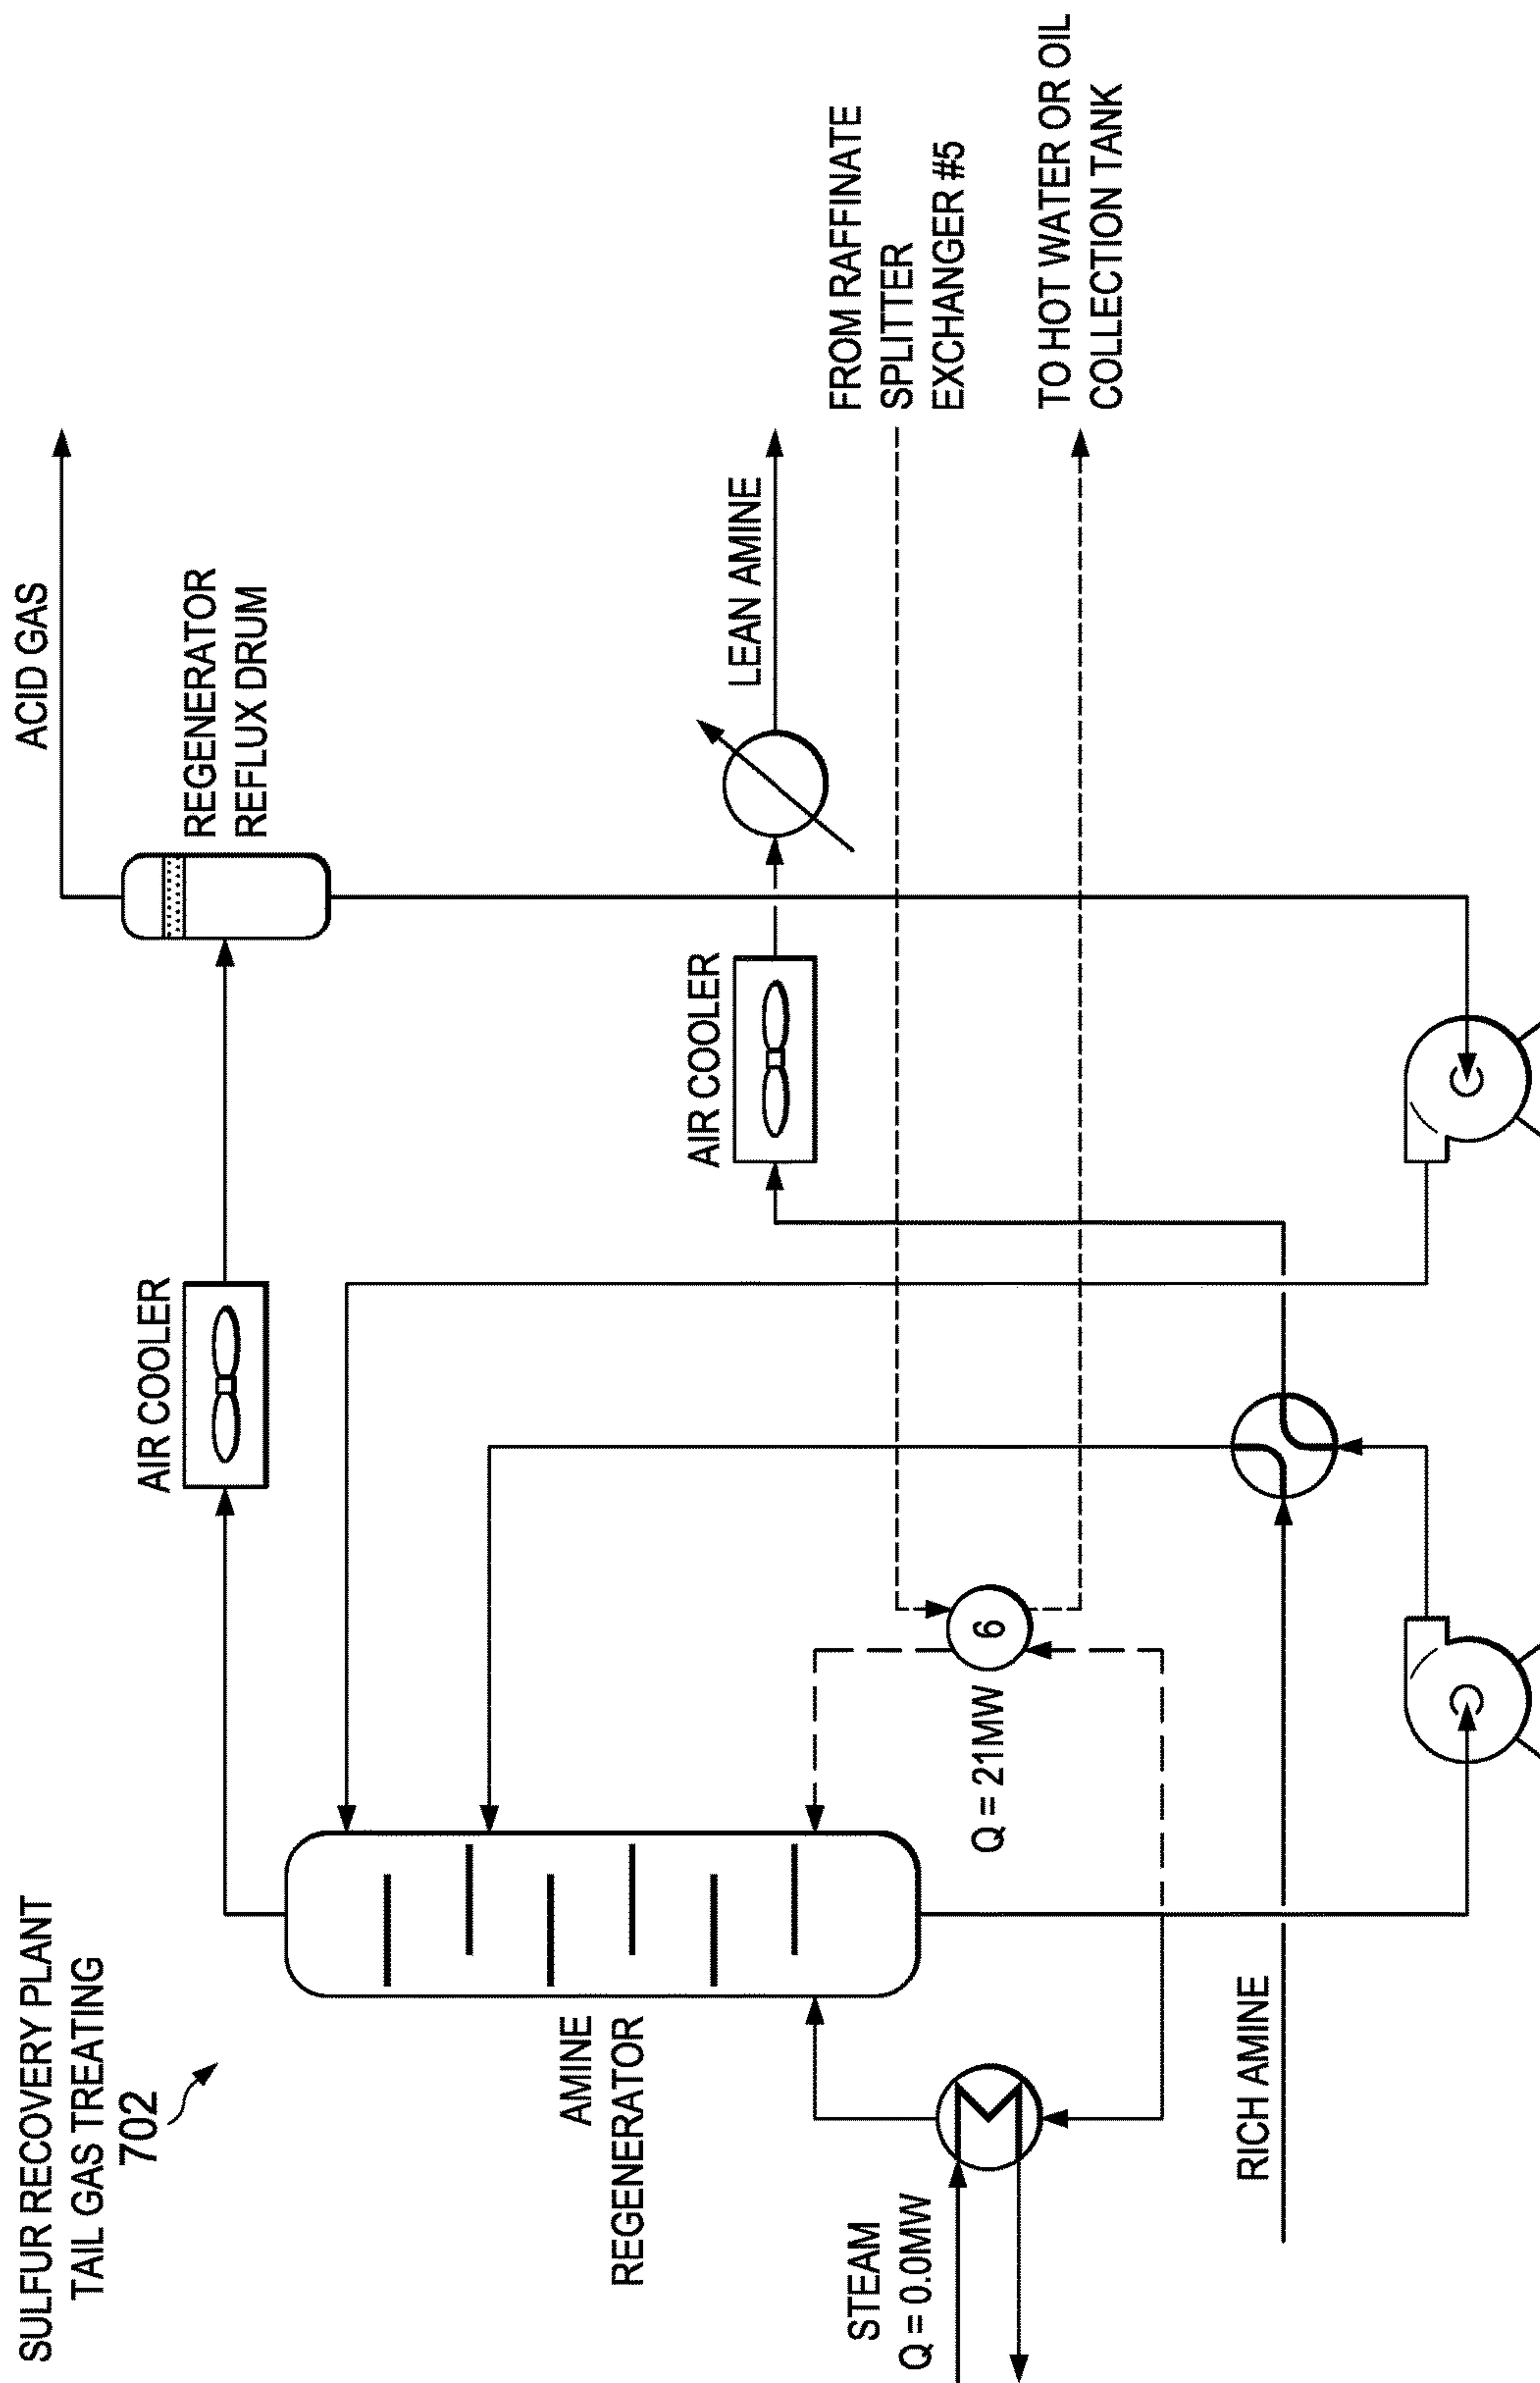 SULFUR RECOVERY PLANT
TAIL GAS TREATING
702
AIR COOLER
ACID GAS
REGENERATOR
REFLUX DRUM
AMINE
REGENERATOR
AIR COOLER
LEAN AMINE
FROM RAFFINATE
SPLITTER
EXCHANGER #5
STEAM
Q = 0.0MW
Q = 21MW
6
TO HOT WATER OR OIL
COLLECTION TANK
RICH AMINE